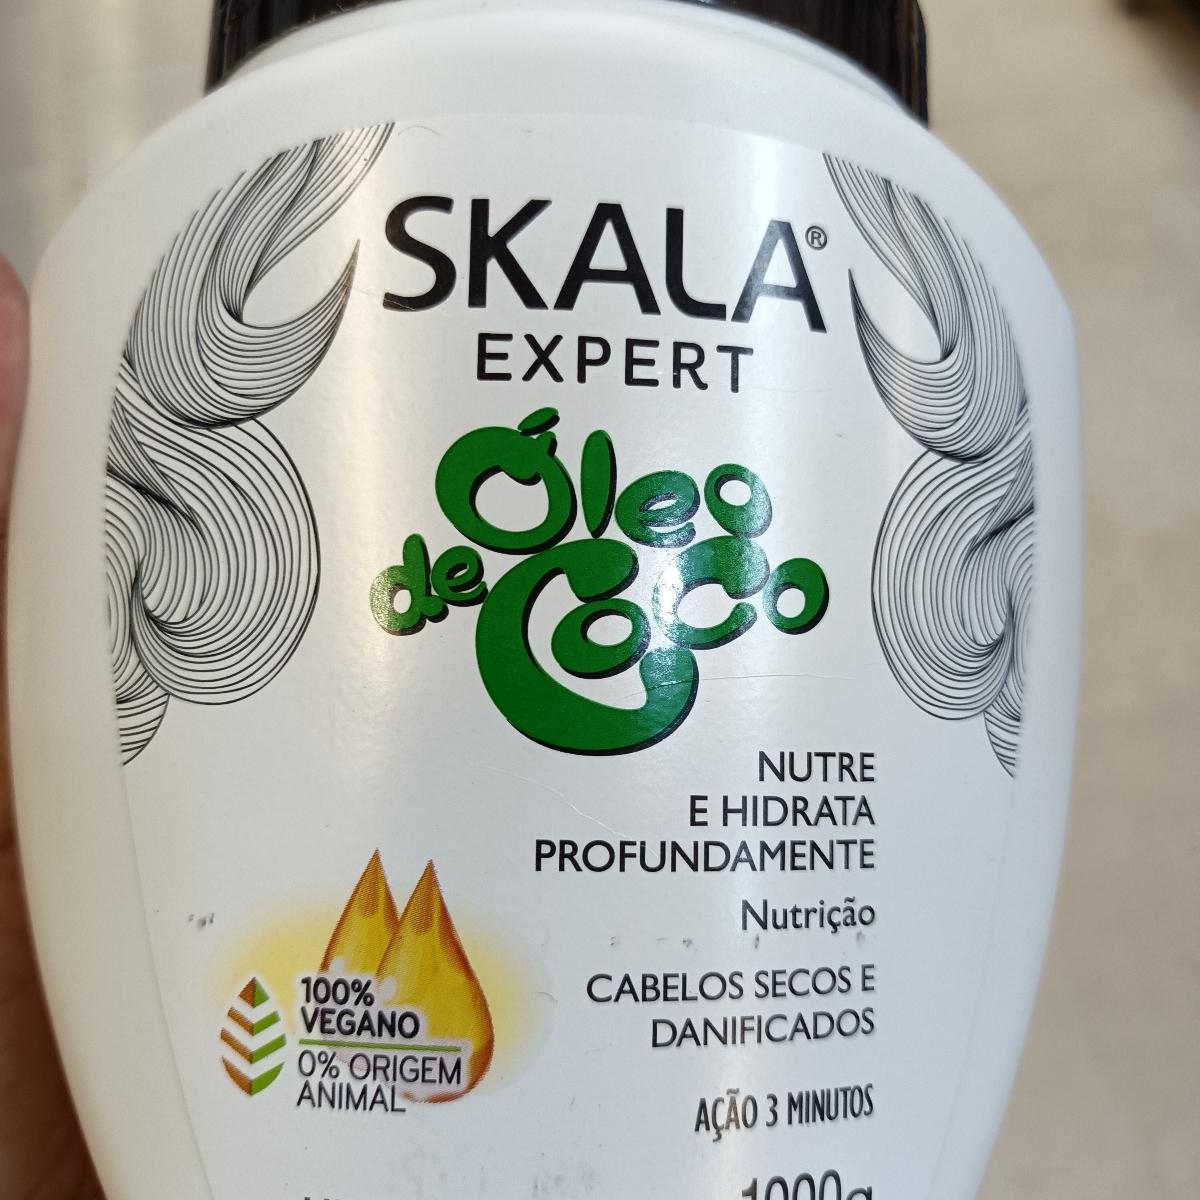 SKALA®
EXPERT
Óleo
de Coco
NUTRE
E HIDRATA
PROFUNDAMENTE
Nutrição
CABELOS SECOS E
DANIFICADOS
AÇÃO 3 MINUTOS
100%
VEGANO
0% ORIGEM
ANIMAL
1000g